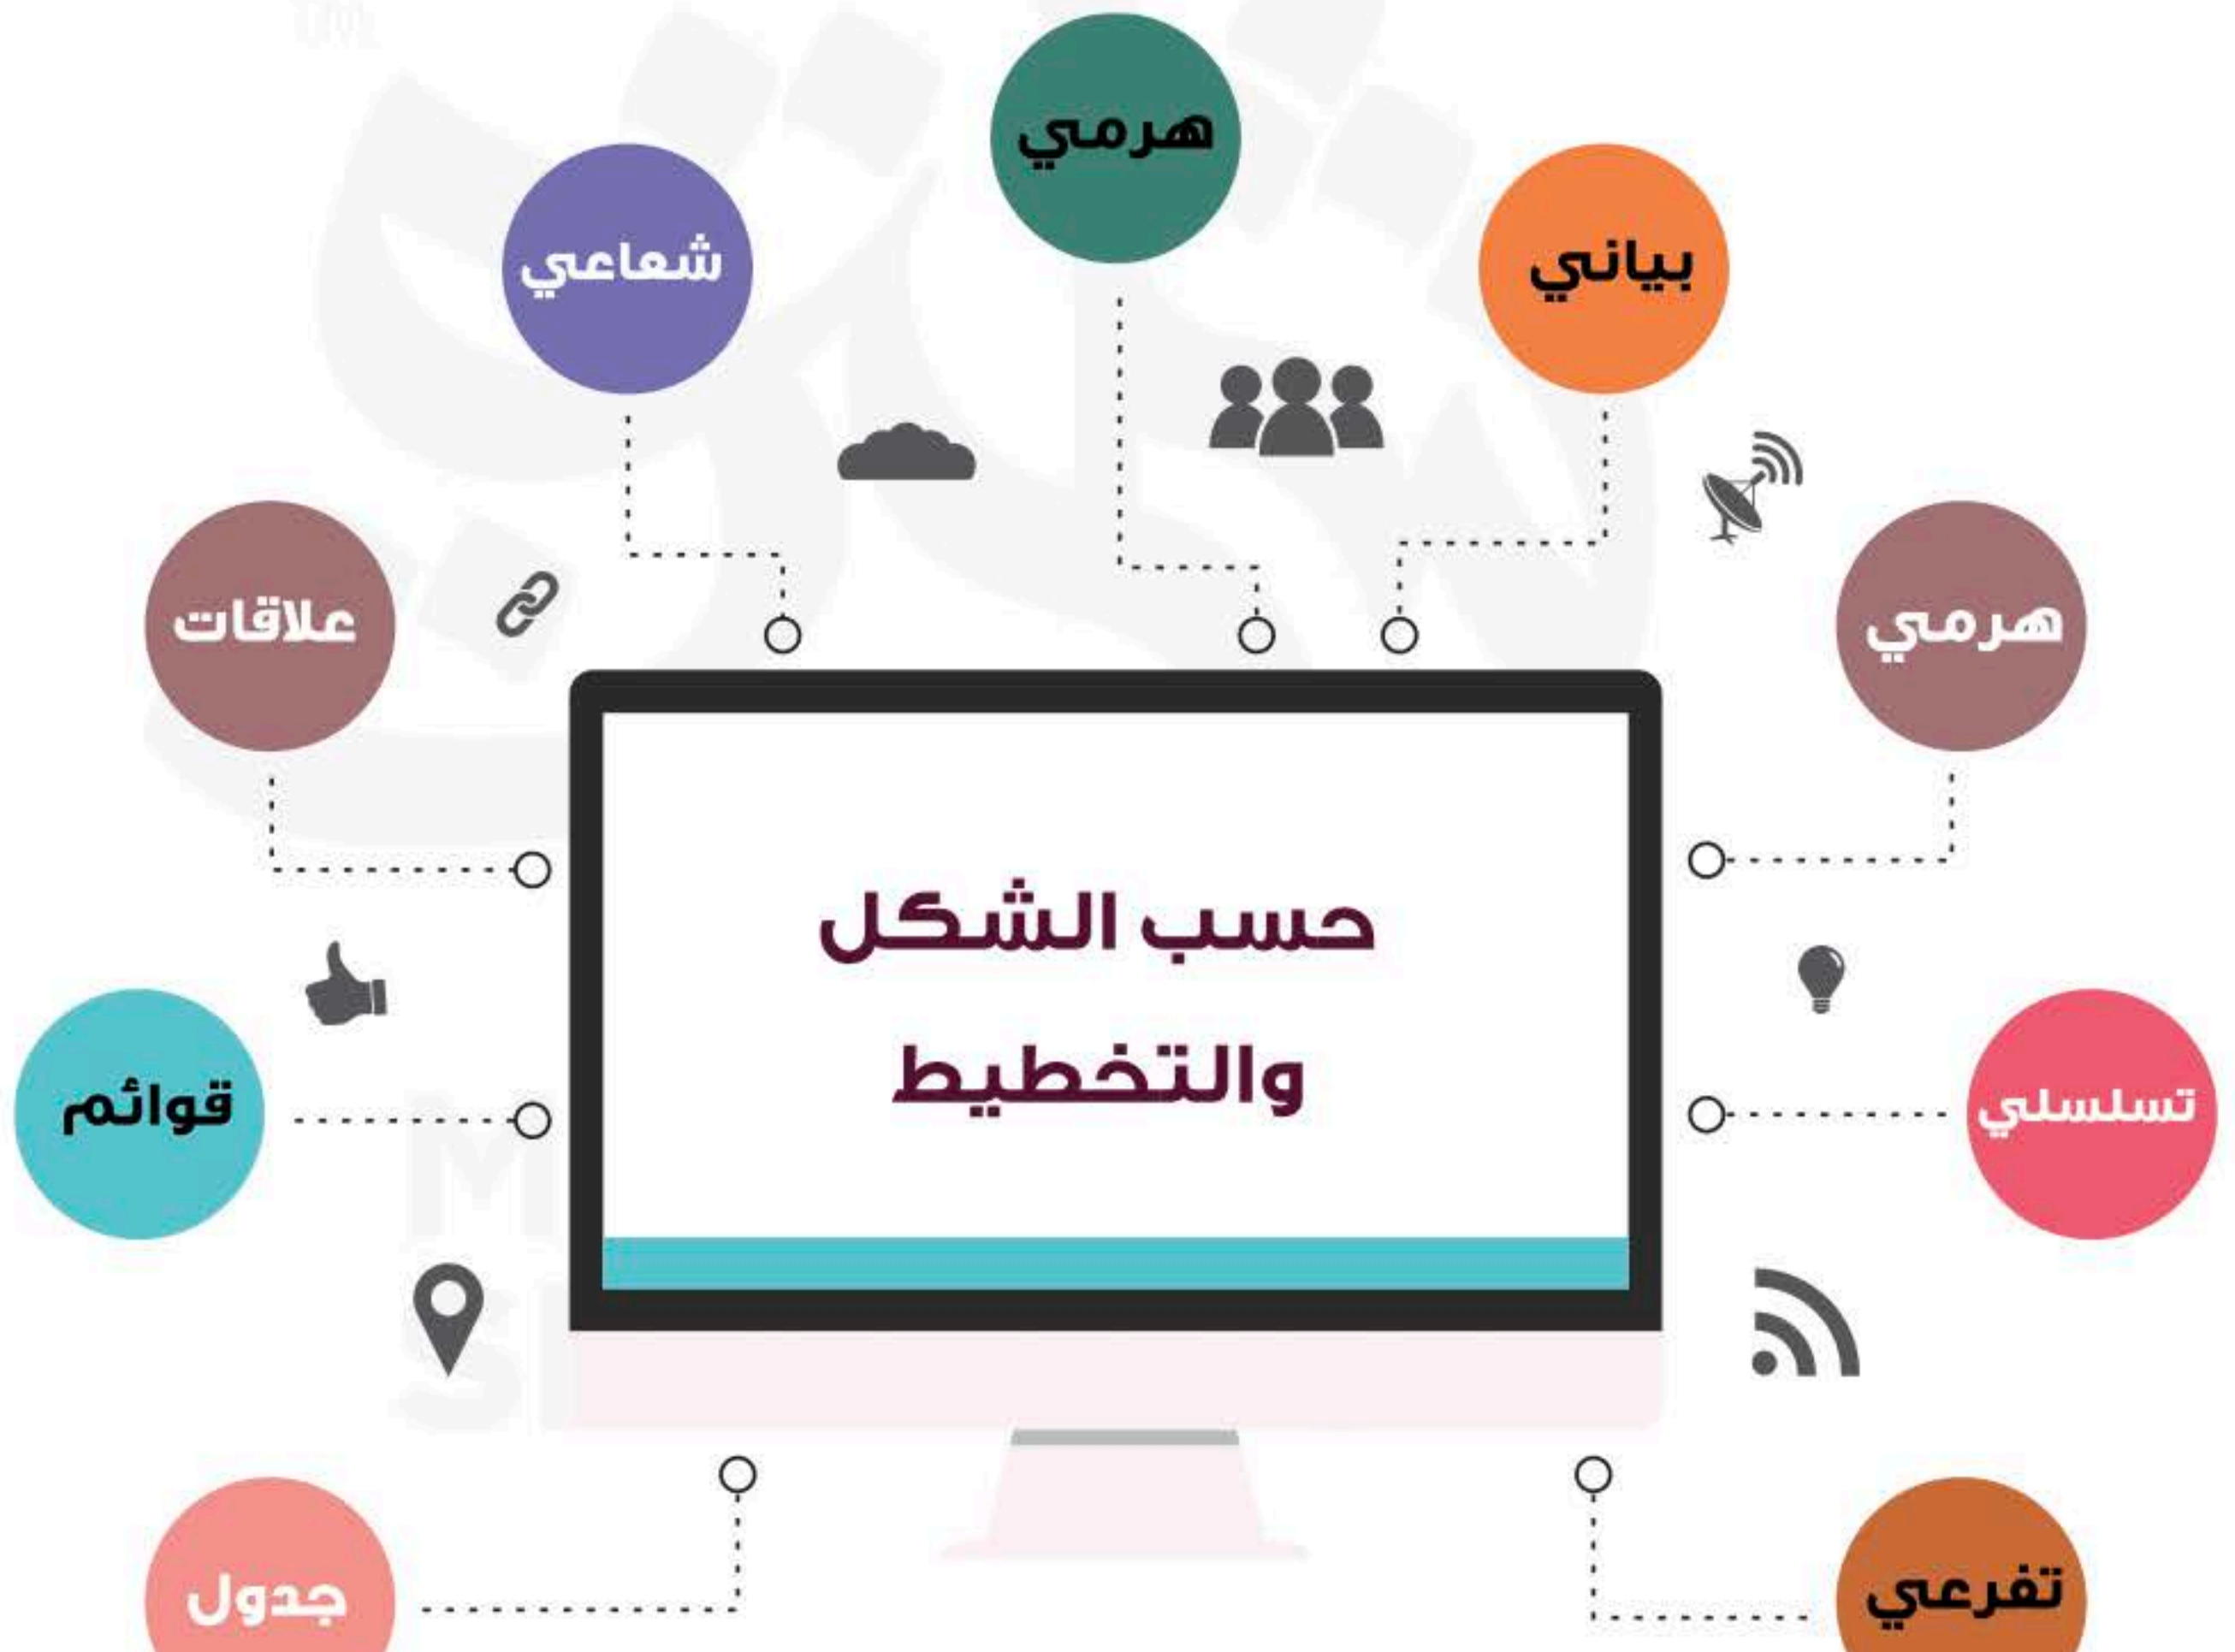 هرمي
بياني
شعاعي
هرمي
علاقات
حسب الشكل
والتخطيط
تسلسلي
قوائم
تفرعي
جدول